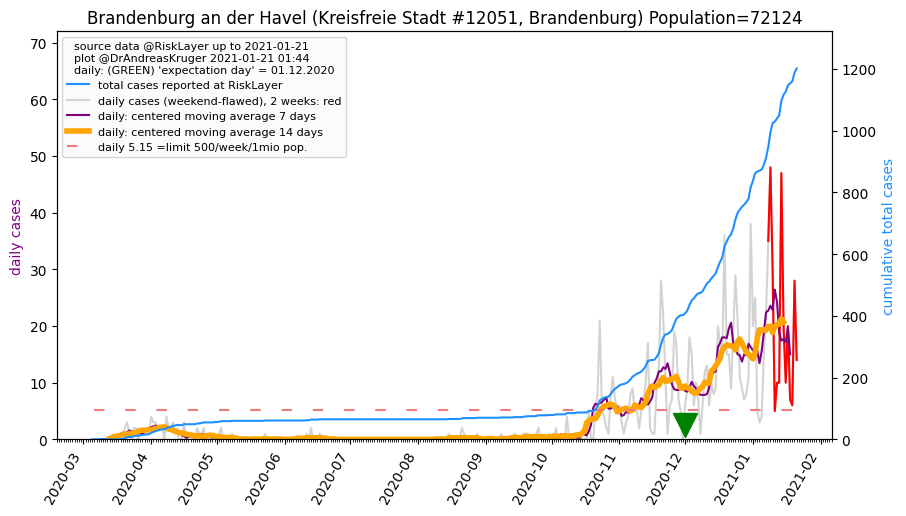 Brandenburg an der Havel (Kreisfreie Stadt #12051, Brandenburg) Population=72124
source data @RiskLayer up to 2021-01-21
plot @DrAndreasKruger 2021-01-21 01:44
daily: (GREEN) 'expectation day' = 01.12.2020
total cases reported at RiskLayer
daily cases (weekend-flawed), 2 weeks: red
daily: centered moving average 7 days
daily: centered moving average 14 days
daily 5.15 =limit 500/week/1mio pop.
daily cases
70
60
50
40
30
20
10
0
cumulative total cases
1200
1000
800
600
400
200
0
2020-03
2020-04
2020-05
2020-06
2020-07
2020-08
2020-09
2020-10
2020-11
2020-12
2021-01
2021-02